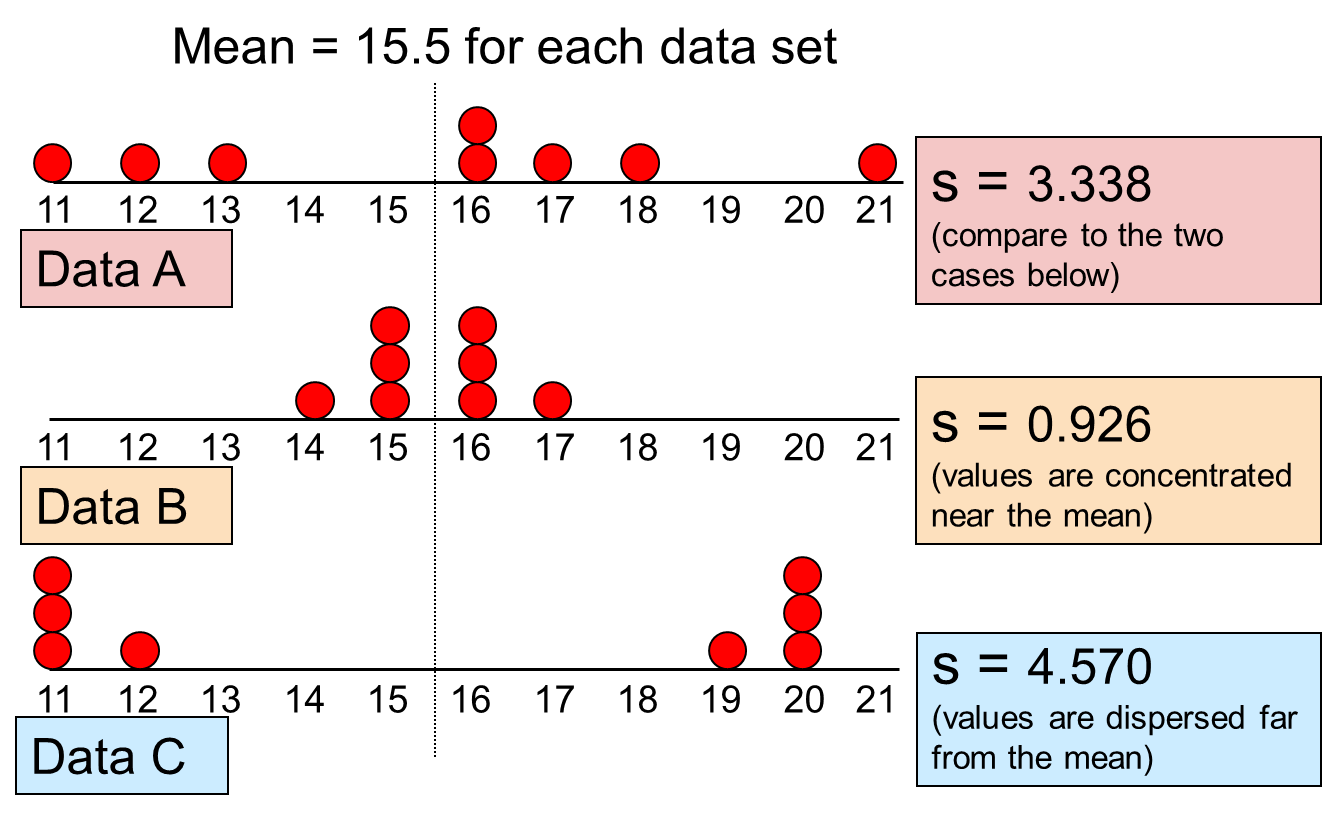 Mean = 15.5 for each data set
11 12 13 14 15 16 17 18 19 20 21
Data A
s = 3.338
(compare to the two
cases below)
11 12 13 14 15 16 17 18 19 20 21
Data B
s = 0.926
(values are concentrated
near the mean)
11 12 13 14 15 16 17 18 19 20 21
Data C
s = 4.570
(values are dispersed far
from the mean)